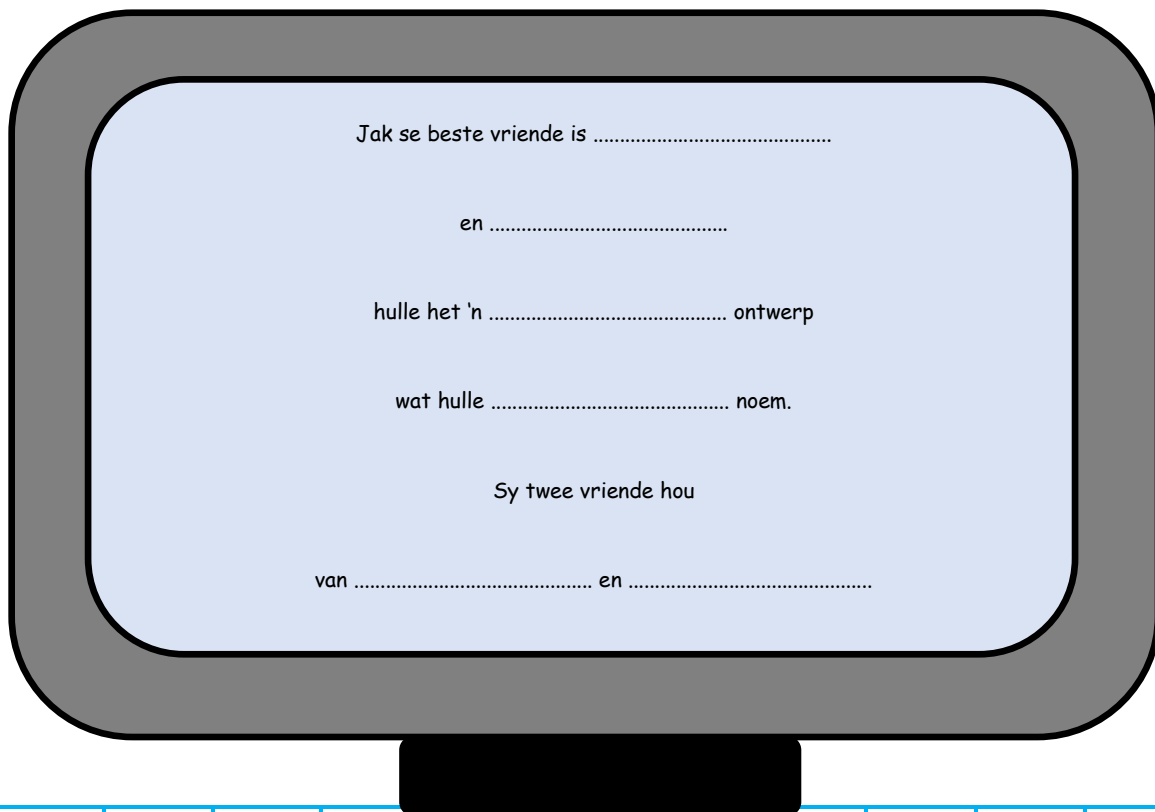 Jak se beste vriende is ..........................................
en ..........................................
hulle het ‘n .......................................... ontwerp
wat hulle .......................................... noem.
Sy twee vriende hou
van .......................................... en ...........................................